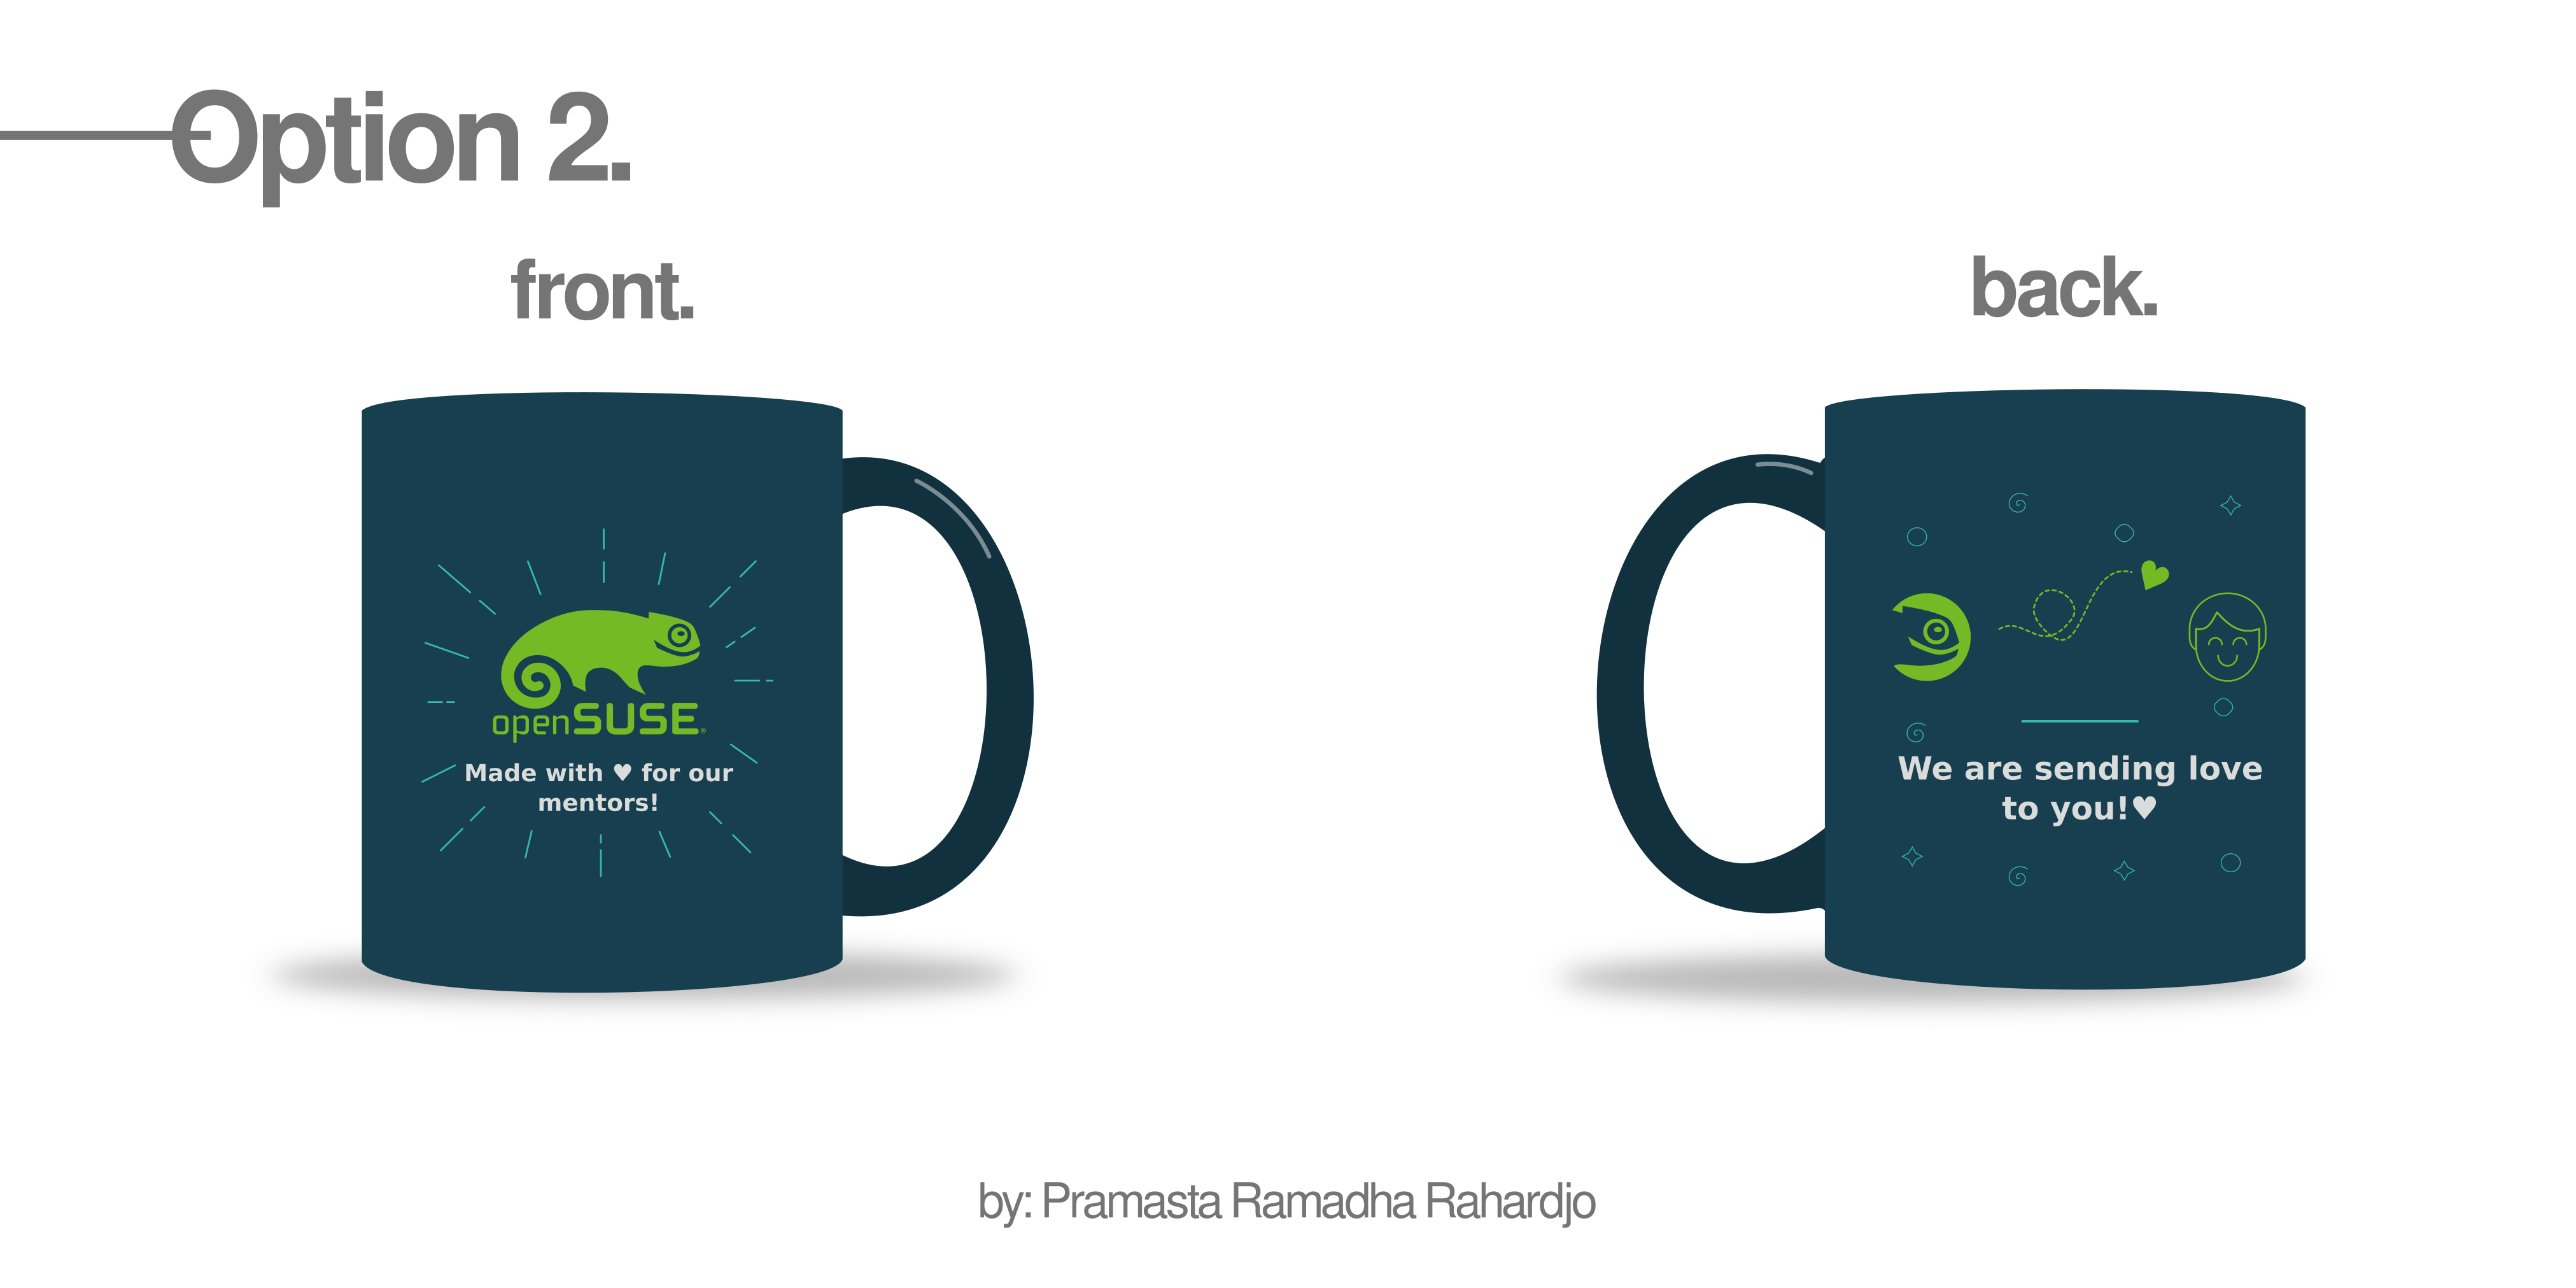 Option 2.
front.
back.
openSUSE®
Made with ♥ for our
mentors!
We are sending love
to you!♥
by: Pramasta Ramadha Rahardjo